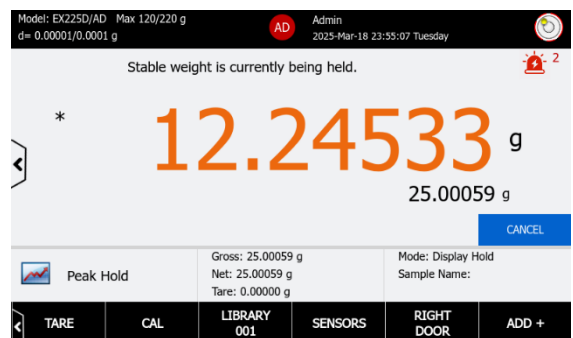 Model: EX225D/AD Max 120/220 g
d= 0.00001/0.0001 g
AD
Admin
2025-Mar-18 23:55:07 Tuesday
Stable weight is currently being held.
2
*
12.24533 g
25.00059 g
CANCEL
Peak Hold
Gross: 25.00059 g
Net: 25.00059 g
Tare: 0.00000 g
Mode: Display Hold
Sample Name:
TARE
CAL
LIBRARY
001
SENSORS
RIGHT
DOOR
ADD +